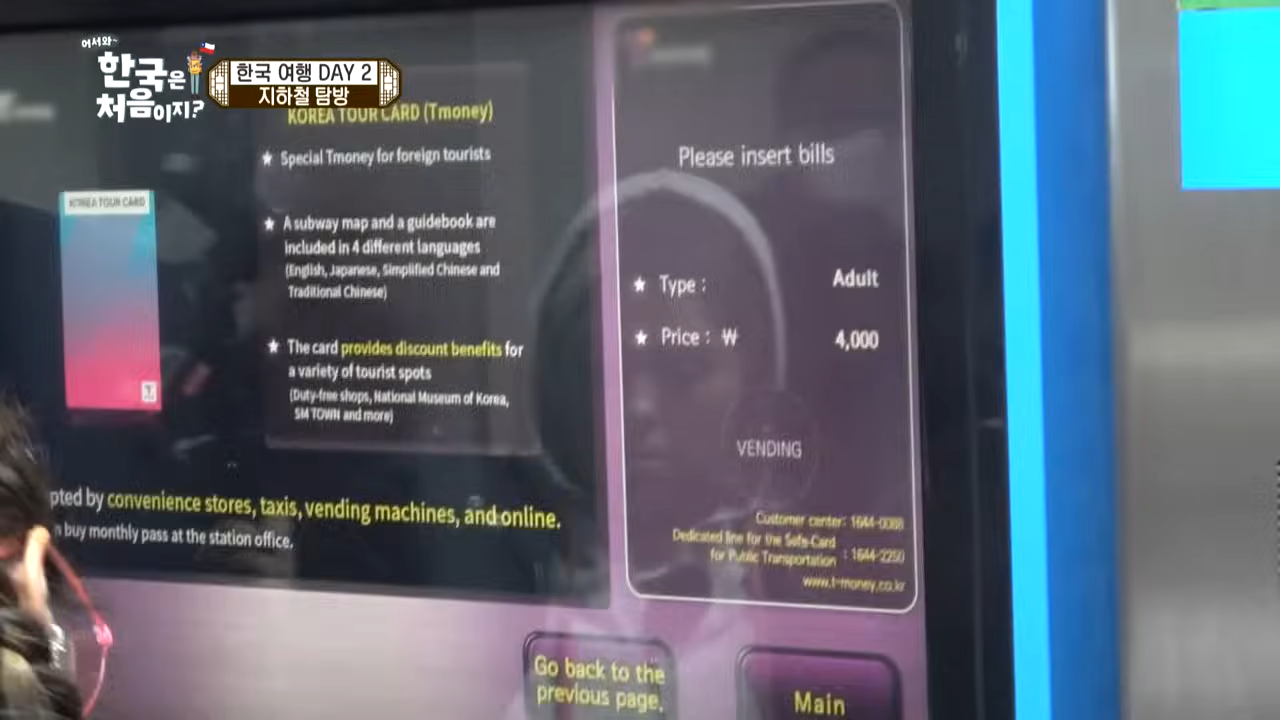 어서와~
한국은
처음이지?
한국 여행 DAY 2
지하철 탐방
KOREA TOUR CARD (Tmoney)
★ Special Tmoney for foreign tourists
★ A subway map and a guidebook are
included in 4 different languages
(English, Japanese, Simplified Chinese and
Traditional Chinese)
★ The card provides discount benefits for
a variety of tourist spots
(Duty-free shops, National Museum of Korea,
SM TOWN and more)
KOREA TOUR CARD
pted by convenience stores, taxis, vending machines, and online.
buy monthly pass at the station office.
Please insert bills
★ Type : Adult
★ Price : ₩ 4,000
VENDING
Customer center: 1644-0088
Dedicated line for the Safe-Card
for Public Transportation : 1644-2250
www.t-money.co.kr
Go back to the
previous page.
Main